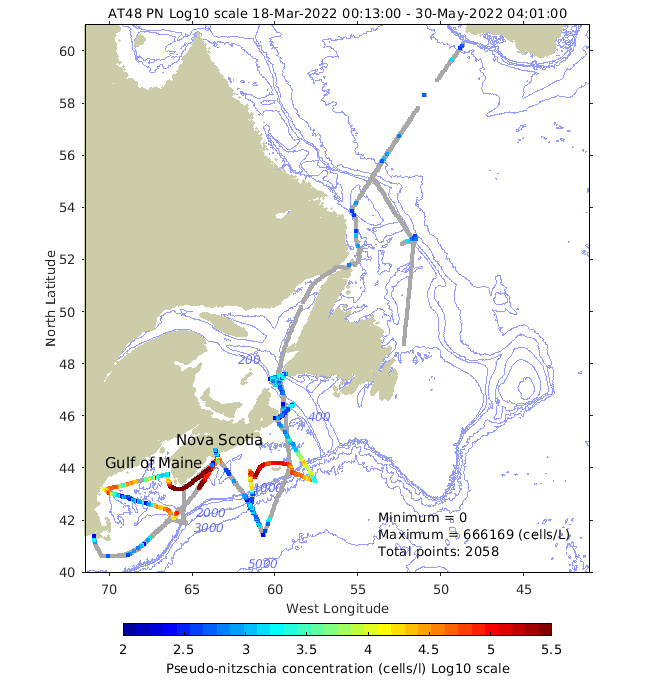 AT48 PN Log10 scale 18-Mar-2022 00:13:00 - 30-May-2022 04:01:00
60
58
56
54
52
50
48
46
44
42
40
North Latitude
200
400
Nova Scotia
Gulf of Maine
1000
2000
3000
5000
Minimum = 0
Maximum = 666169 (cells/L)
Total points: 2058
70 65 60 55 50 45
West Longitude
2 2.5 3 3.5 4 4.5 5 5.5
Pseudo-nitzschia concentration (cells/l) Log10 scale